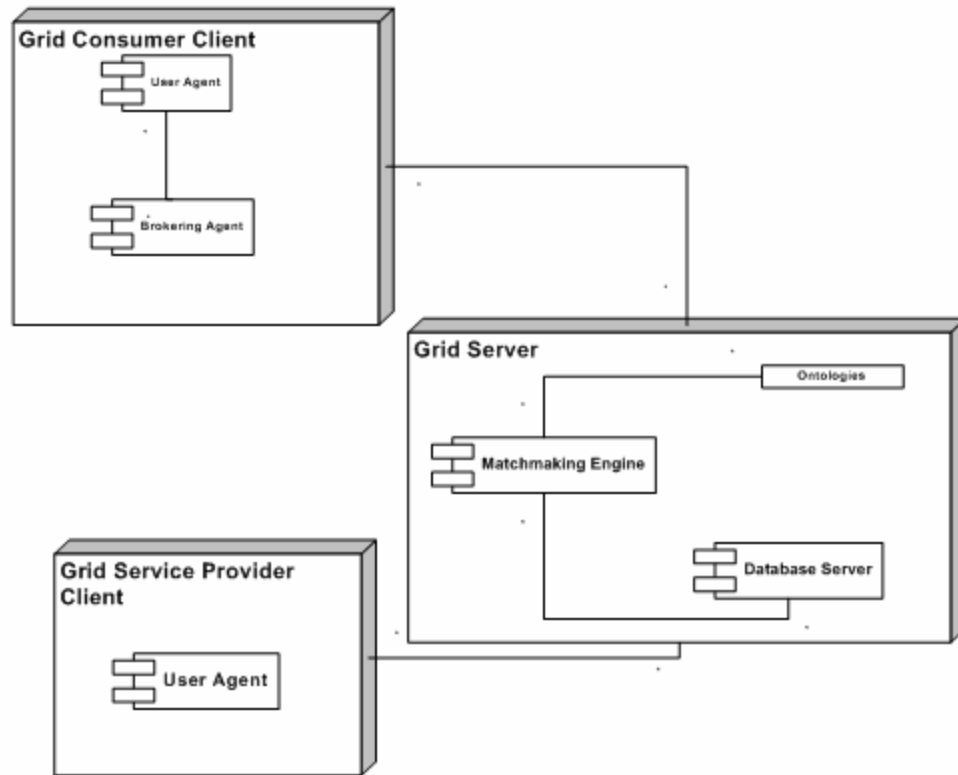 Grid Consumer Client
User Agent
Brokering Agent
Grid Server
Ontologies
Matchmaking Engine
Database Server
Grid Service Provider
Client
User Agent